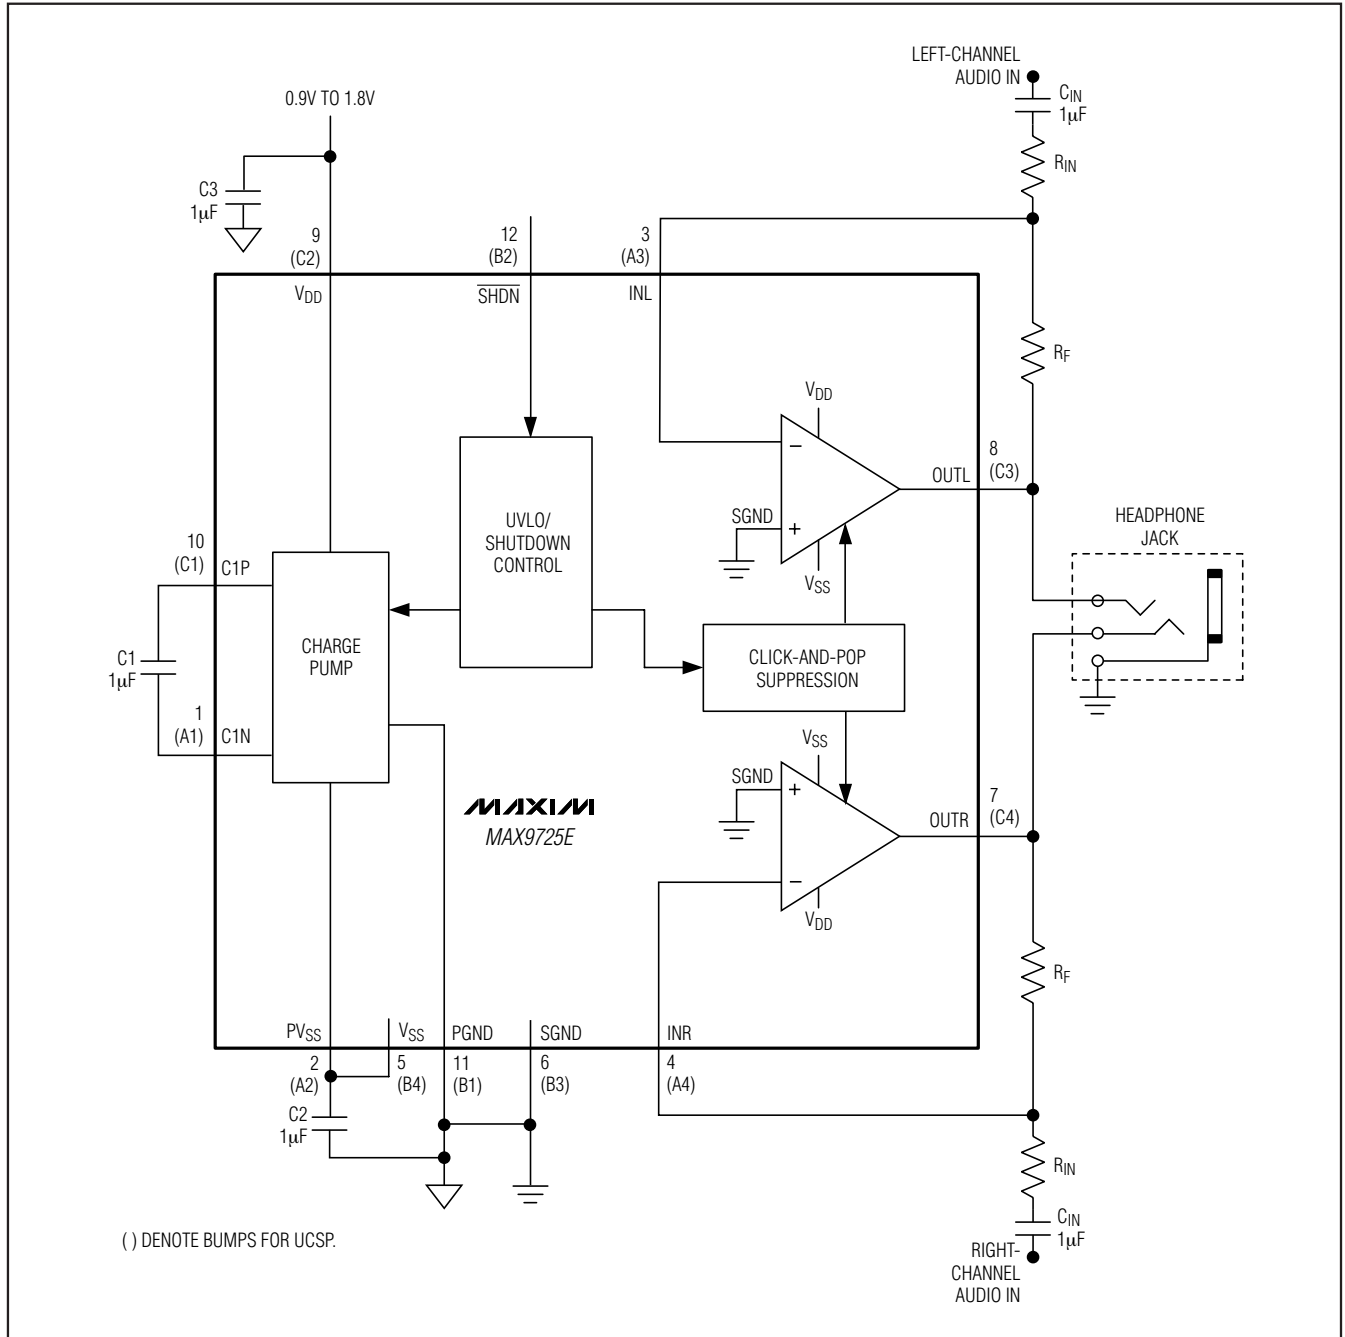 LEFT-CHANNEL
AUDIO IN
CIN
1µF
RIN
0.9V TO 1.8V
C3
1µF
9
(C2)
VDD
12
(B2)
SHDN
3
(A3)
INL
RF
VDD
−
+
SGND
VSS
OUTL
8
(C3)
HEADPHONE
JACK
UVLO/
SHUTDOWN
CONTROL
10
(C1)
C1P
CHARGE
PUMP
C1
1µF
1
(A1)
C1N
CLICK-AND-POP
SUPPRESSION
VSS
SGND
+
−
VDD
OUTR
7
(C4)
MAXIM
MAX9725E
RF
PVSS
2
(A2)
VSS
5
(B4)
PGND
11
(B1)
SGND
6
(B3)
INR
4
(A4)
C2
1µF
RIN
CIN
1µF
RIGHT-
CHANNEL
AUDIO IN
( ) DENOTE BUMPS FOR UCSP.